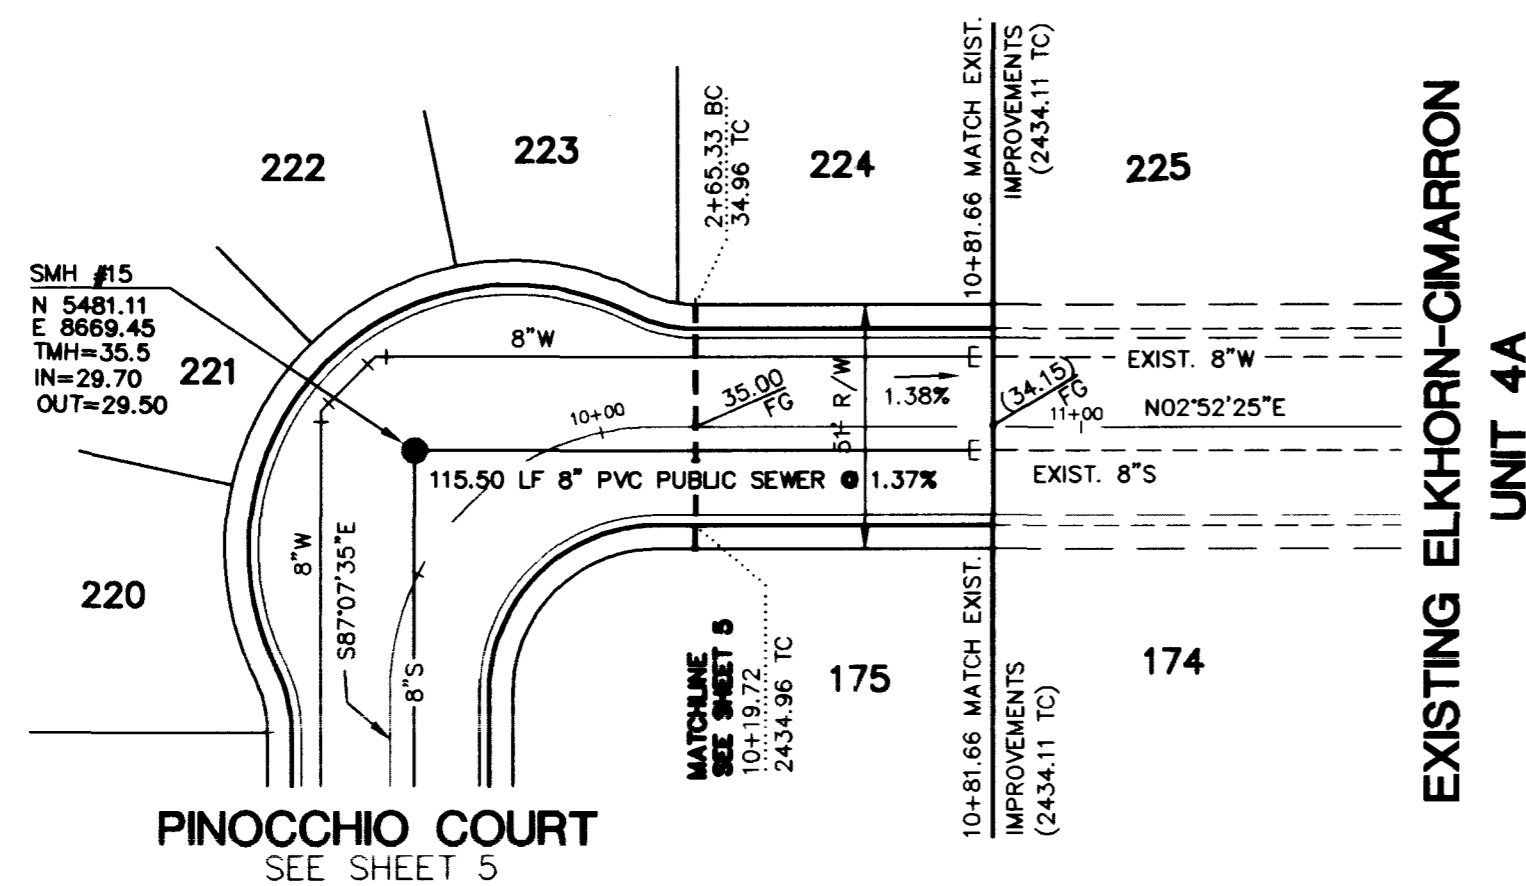 222
223
224
225
221
220
175
174
SMH #15
N 5481.11
E 8669.45
TMH=35.5
IN=29.70
OUT=29.50
2+65.33 BC
34.96 TC
10+81.66 MATCH EXIST.
IMPROVEMENTS
(2434.11 TC)
8"W
EXIST. 8"W
35.00
FG
51' R/W
1.38%
(34.15)
FG
10+00
11+00
N02°52'25"E
115.50 LF 8" PVC PUBLIC SEWER @ 1.37%
EXIST. 8"S
8"W
S87°07'35"E
8"S
MATCHLINE
SEE SHEET 5
10+19.72
2434.96 TC
10+81.66 MATCH EXIST.
IMPROVEMENTS
(2434.11 TC)
PINOCCHIO COURT
SEE SHEET 5
EXISTING ELKHORN-CIMARRON
UNIT 4A